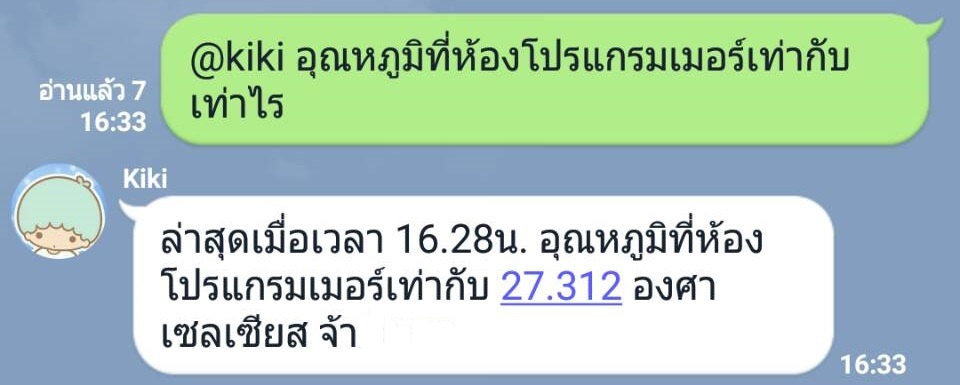 @kiki อุณหภูมิที่ห้องโปรแกรมเมอร์เท่ากับ
เท่าไร
อ่านแล้ว 7
16:33
Kiki
ล่าสุดเมื่อเวลา 16.28น. อุณหภูมิที่ห้อง
โปรแกรมเมอร์เท่ากับ 27.312 องศา
เซลเซียส จ้า
16:33